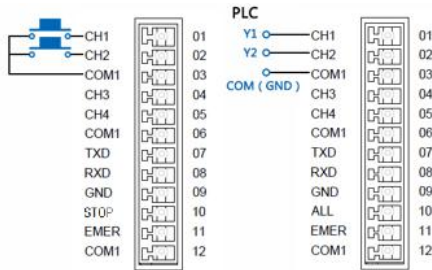 CH1 01
CH2 02
COM1 03
CH3 04
CH4 05
COM1 06
TXD 07
RXD 08
GND 09
STOP 10
EMER 11
COM1 12
PLC
Y1 CH1 01
Y2 CH2 02
COM1 03
COM ( GND )
CH3 04
CH4 05
COM1 06
TXD 07
RXD 08
GND 09
ALL 10
EMER 11
COM1 12